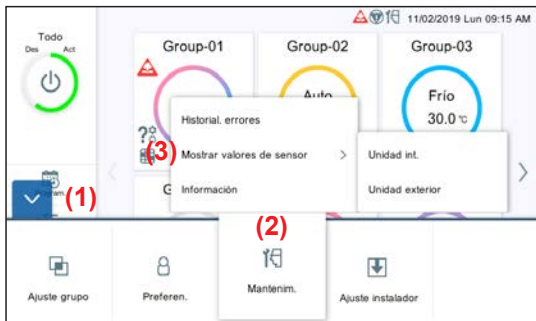 11/02/2019 Lun 09:15 AM
Todo
Des Act
Group-01
Group-02
Group-03
Auto
Frío
30.0 °C
Historial. errores
(3) Mostrar valores de sensor >
Información
Unidad int.
Unidad exterior
Program.
(1)
(2)
Ajuste grupo
Preferen.
Mantenim.
Ajuste instalador